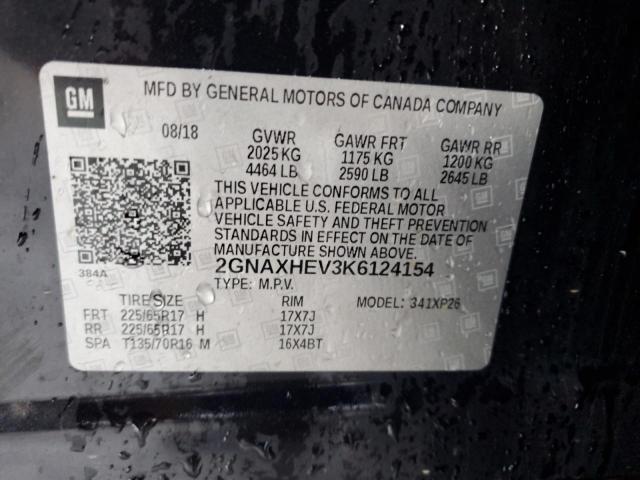 GM
MFD BY GENERAL MOTORS OF CANADA COMPANY
08/18 GVWR GAWR FRT GAWR RR
2025 KG 1175 KG 1200 KG
4464 LB 2590 LB 2645 LB
THIS VEHICLE CONFORMS TO ALL
APPLICABLE U.S. FEDERAL MOTOR
VEHICLE SAFETY AND THEFT PREVENTION
STANDARDS IN EFFECT ON THE DATE OF
MANUFACTURE SHOWN ABOVE.
384A 2GNAXHEV3K6124154
TYPE: M.P.V.
TIRE SIZE RIM MODEL: 341XP26
FRT 225/65R17 H 17X7J
RR 225/65R17 H 17X7J
SPA T135/70R16 M 16X4BT